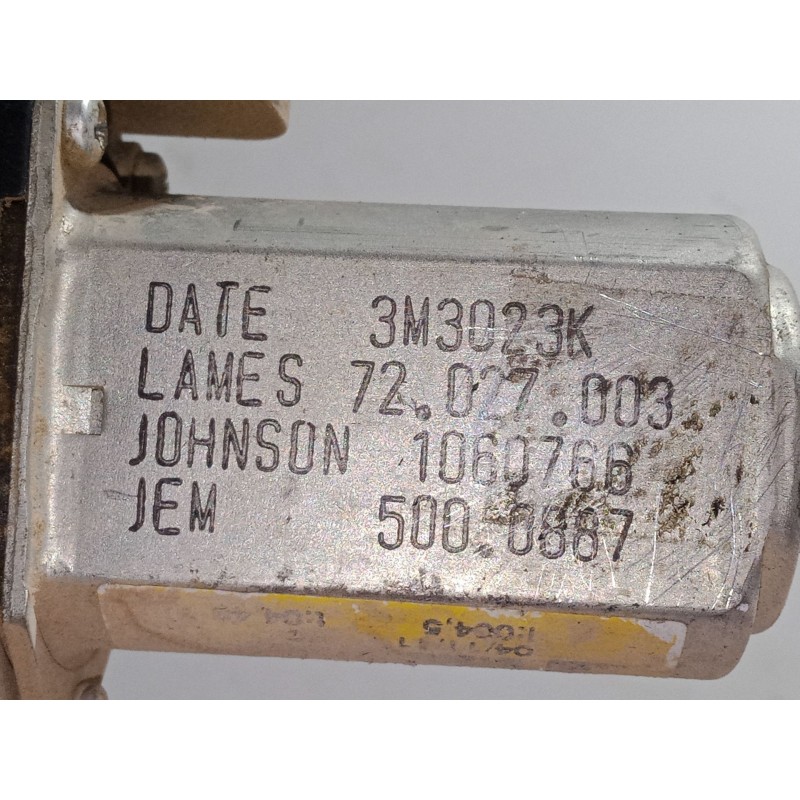 DATE 3M3023K
LAMES 72.027.003
JOHNSON 1060766
JEM 500.0887